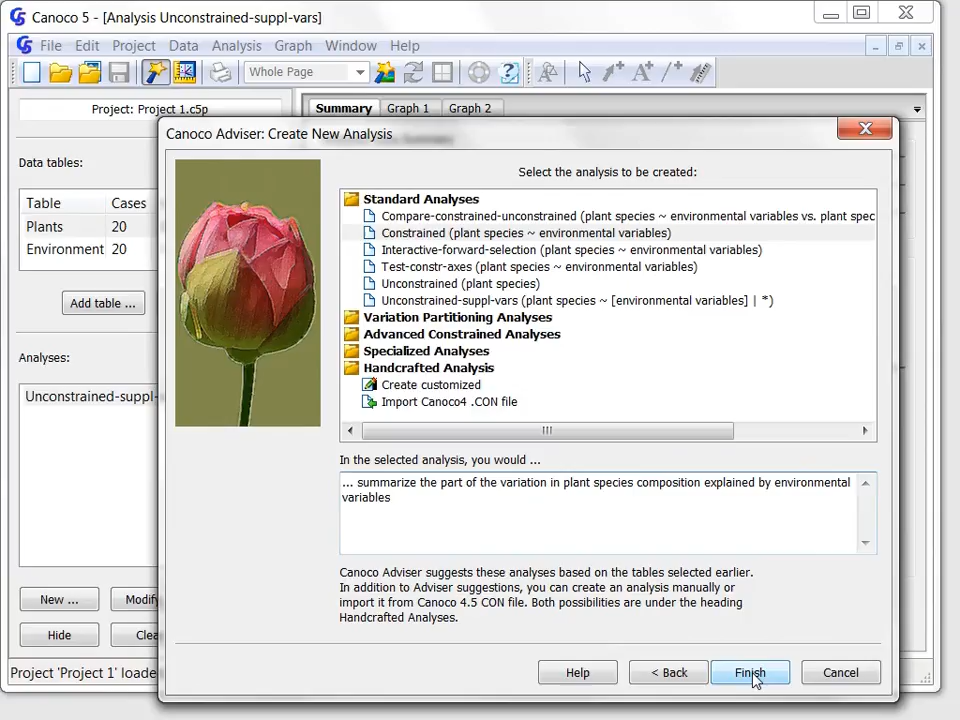 Canoco 5 - [Analysis Unconstrained-suppl-vars]
File Edit Project Data Analysis Graph Window Help
Whole Page
Project: Project 1.c5p
Summary Graph 1 Graph 2
Canoco Adviser: Create New Analysis
Data tables:
Table Cases
Plants 20
Environment 20
Add table ...
Analyses:
Unconstrained-suppl-
New ... Modify
Hide Clea
Project 'Project 1' loade
Select the analysis to be created:
Standard Analyses
Compare-constrained-unconstrained (plant species ~ environmental variables vs. plant spec
Constrained (plant species ~ environmental variables)
Interactive-forward-selection (plant species ~ environmental variables)
Test-constr-axes (plant species ~ environmental variables)
Unconstrained (plant species)
Unconstrained-suppl-vars (plant species ~ [environmental variables] | *)
Variation Partitioning Analyses
Advanced Constrained Analyses
Specialized Analyses
Handcrafted Analysis
Create customized
Import Canoco4 .CON file
In the selected analysis, you would ...
... summarize the part of the variation in plant species composition explained by environmental
variables
Canoco Adviser suggests these analyses based on the tables selected earlier.
In addition to Adviser suggestions, you can create an analysis manually or
import it from Canoco 4.5 CON file. Both possibilities are under the heading
Handcrafted Analyses.
Help < Back Finish Cancel